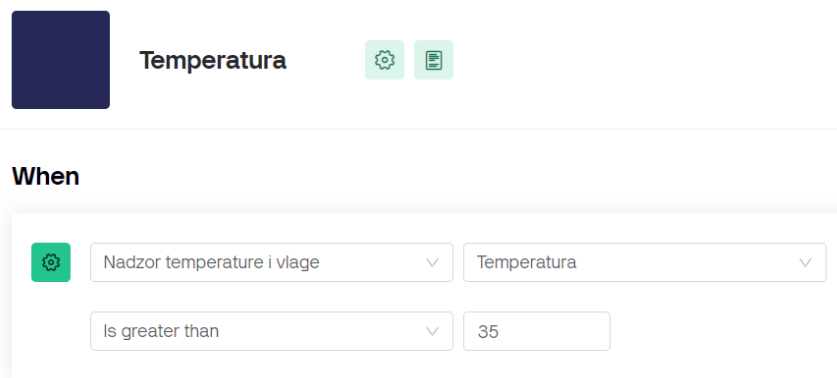 Temperatura
When
Nadzor temperature i vlage Temperatura
Is greater than 35